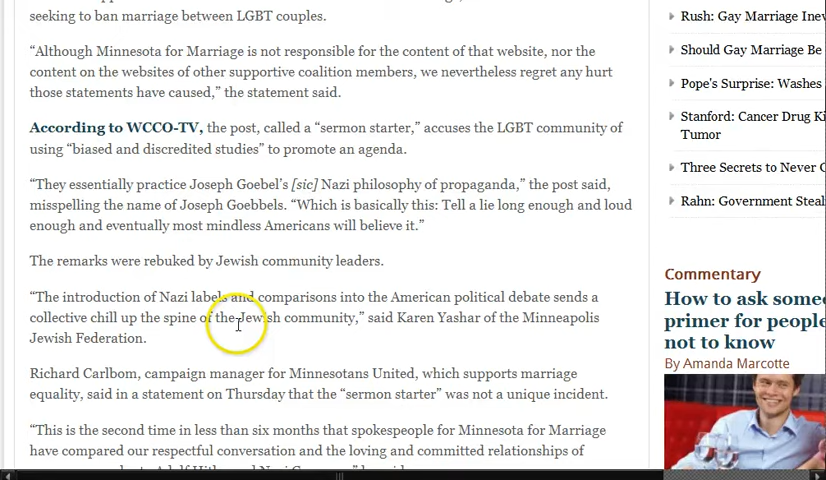 seeking to ban marriage between LGBT couples.
“Although Minnesota for Marriage is not responsible for the content of that website, nor the
content on the websites of other supportive coalition members, we nevertheless regret any hurt
those statements have caused,” the statement said.
According to WCCO-TV, the post, called a “sermon starter,” accuses the LGBT community of
using “biased and discredited studies” to promote an agenda.
“They essentially practice Joseph Goebel’s [sic] Nazi philosophy of propaganda,” the post said,
misspelling the name of Joseph Goebbels. “Which is basically this: Tell a lie long enough and loud
enough and eventually most mindless Americans will believe it.”
The remarks were rebuked by Jewish community leaders.
“The introduction of Nazi labels and comparisons into the American political debate sends a
collective chill up the spine of the Jewish community,” said Karen Yashar of the Minneapolis
Jewish Federation.
Richard Carlbom, campaign manager for Minnesotans United, which supports marriage
equality, said in a statement on Thursday that the “sermon starter” was not a unique incident.
“This is the second time in less than six months that spokespeople for Minnesota for Marriage
have compared our respectful conversation and the loving and committed relationships of
Rush: Gay Marriage Inev
Should Gay Marriage Be
Pope's Surprise: Washes
Stanford: Cancer Drug Ki
Tumor
Three Secrets to Never G
Rahn: Government Steal
Commentary
How to ask some
primer for people
not to know
By Amanda Marcotte